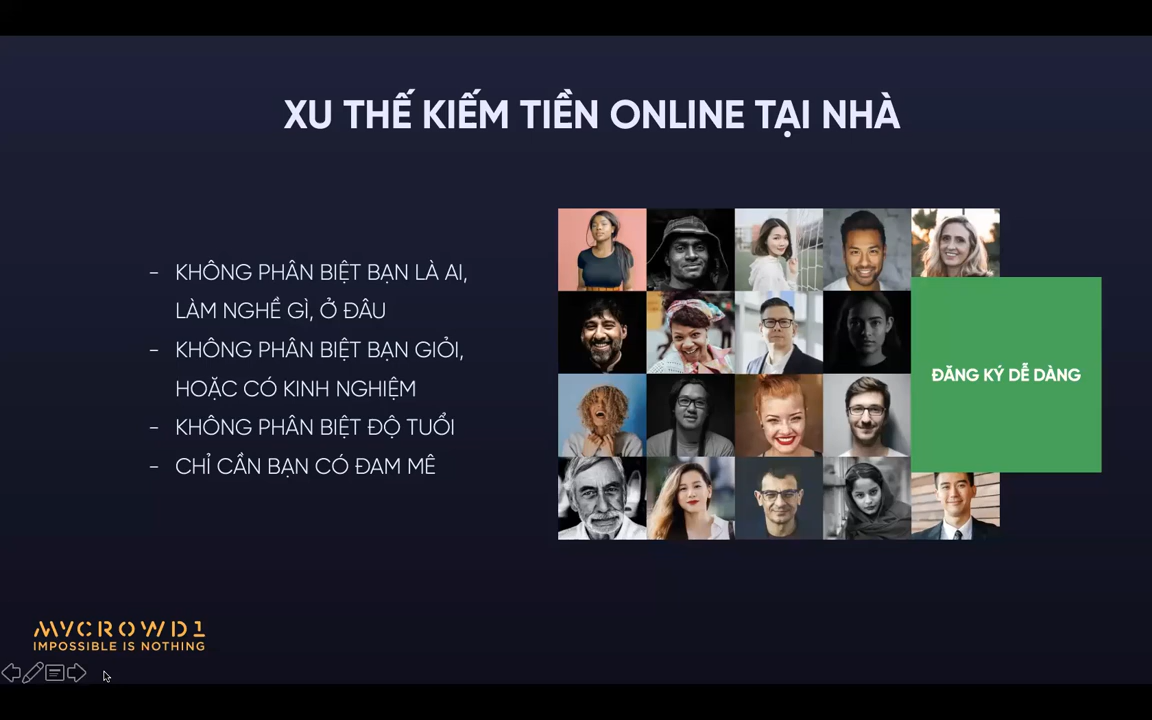 XU THẾ KIẾM TIỀN ONLINE TẠI NHÀ
- KHÔNG PHÂN BIỆT BẠN LÀ AI,
LÀM NGHỀ GÌ, Ở ĐÂU
- KHÔNG PHÂN BIỆT BẠN GIỎI,
HOẶC CÓ KINH NGHIỆM
- KHÔNG PHÂN BIỆT ĐỘ TUỔI
- CHỈ CẦN BẠN CÓ ĐAM MÊ
ĐĂNG KÝ DỄ DÀNG
MYCROWD1
IMPOSSIBLE IS NOTHING